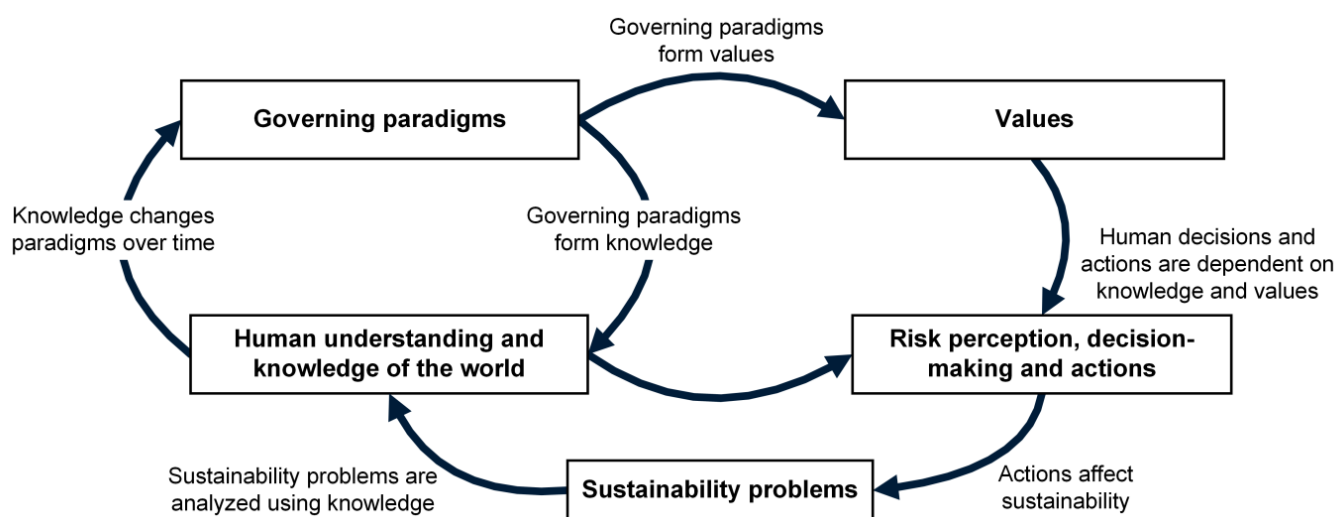 Governing paradigms
form values
Governing paradigms
Values
Knowledge changes
paradigms over time
Governing paradigms
form knowledge
Human decisions and
actions are dependent on
knowledge and values
Human understanding and
knowledge of the world
Risk perception, decision-
making and actions
Sustainability problems are
analyzed using knowledge
Sustainability problems
Actions affect
sustainability